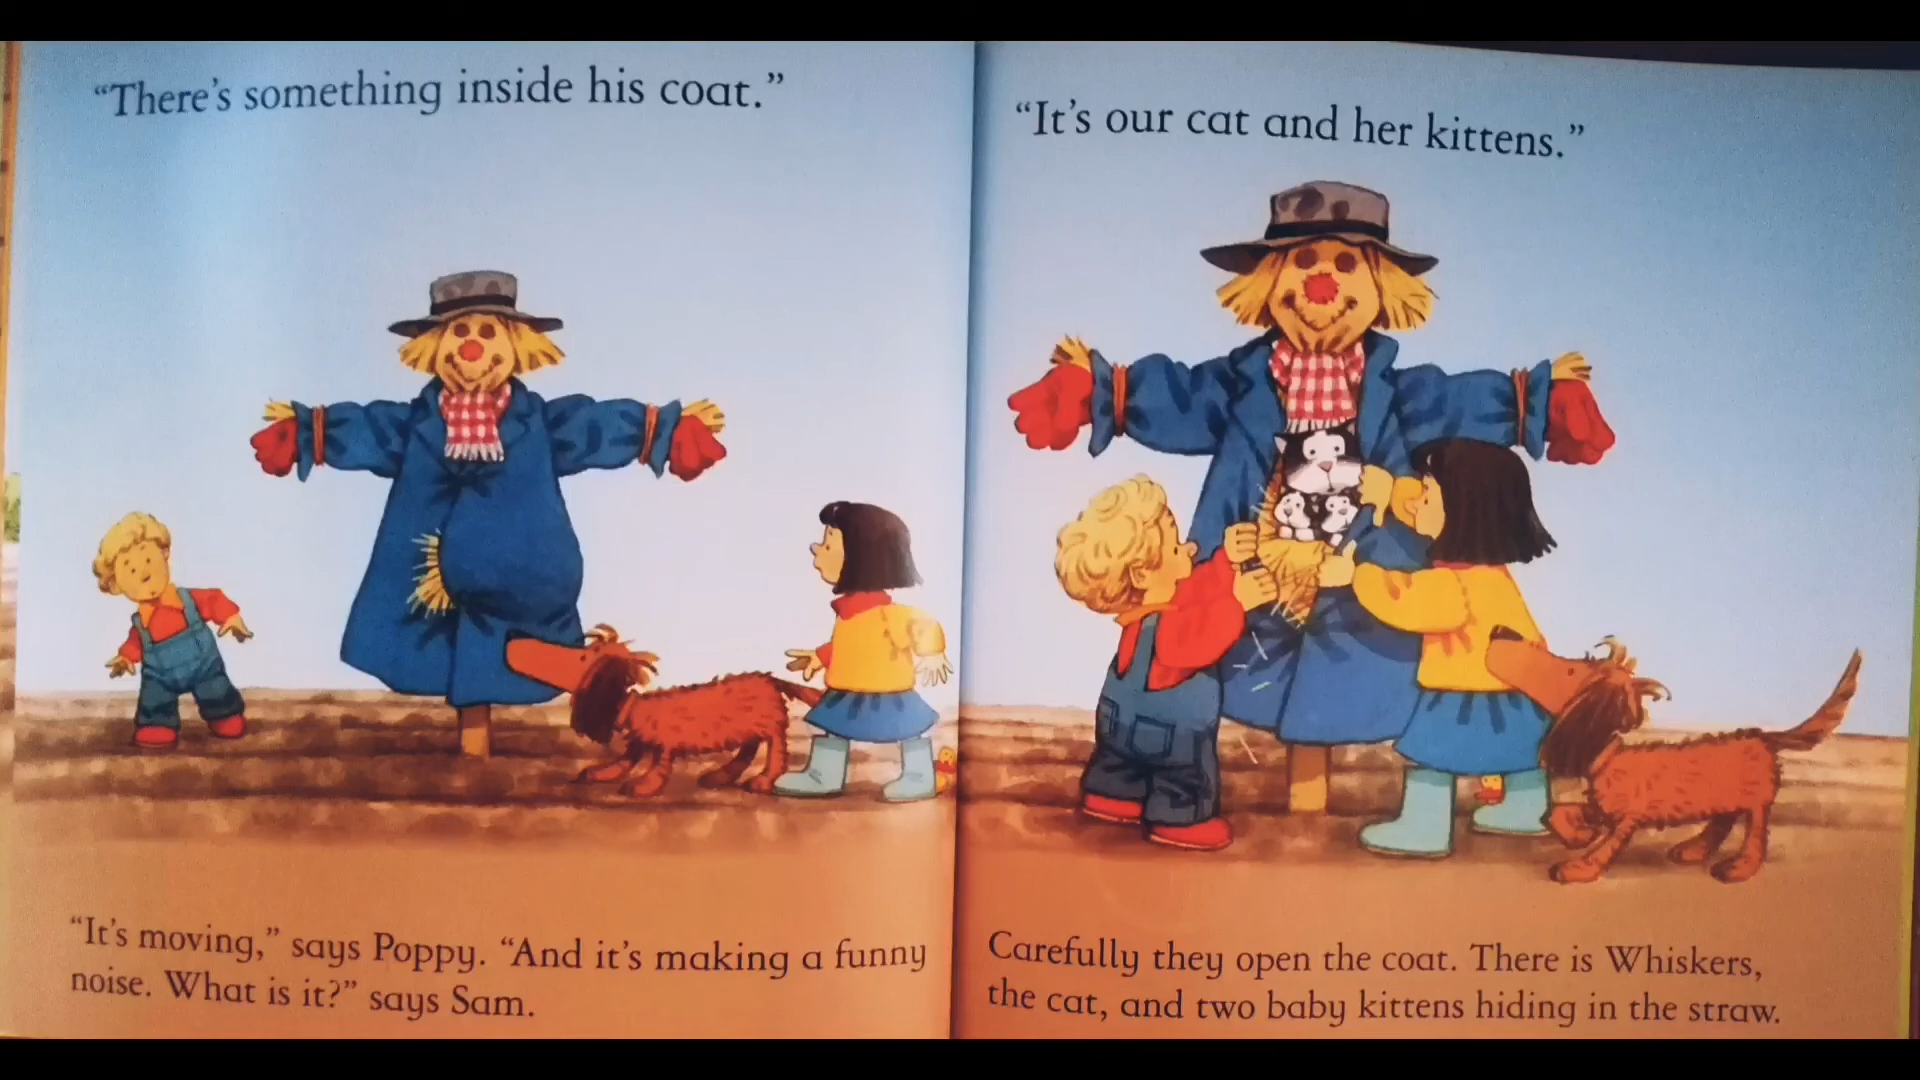 “There’s something inside his coat.”
“It’s moving,” says Poppy. “And it’s making a funny
noise. What is it?” says Sam.
“It’s our cat and her kittens.”
Carefully they open the coat. There is Whiskers,
the cat, and two baby kittens hiding in the straw.